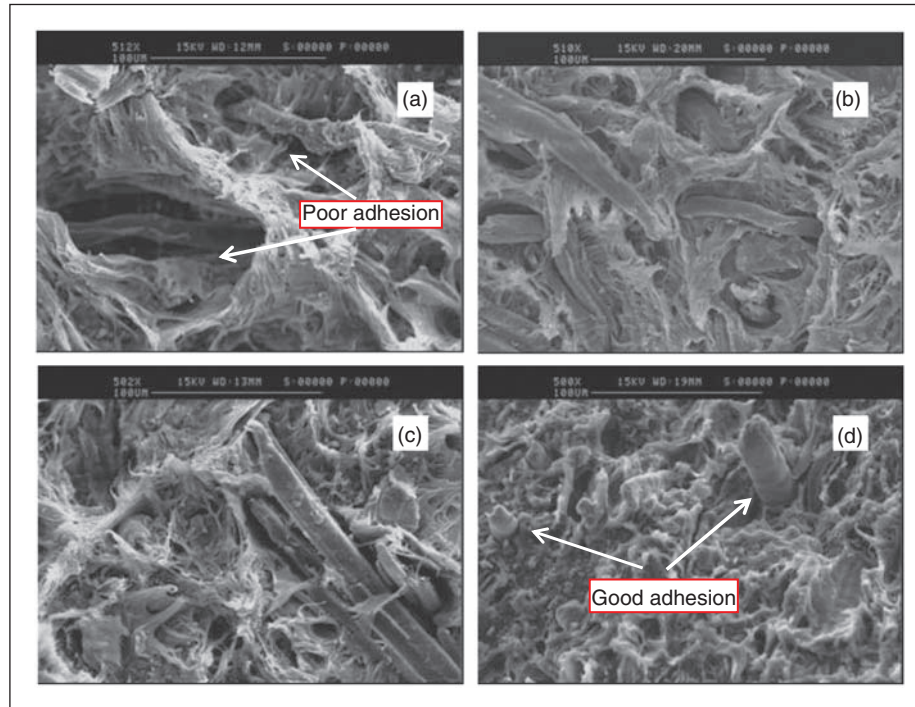 512X 15KV WD:12MM S:00000 P:00000
100UM
(a)
Poor adhesion
510X 15KV WD:20MM S:00000 P:00000
100UM
(b)
502X 15KV WD:13MM S:00000 P:00000
100UM
(c)
500X 15KV WD:19MM S:00000 P:00000
100UM
(d)
Good adhesion